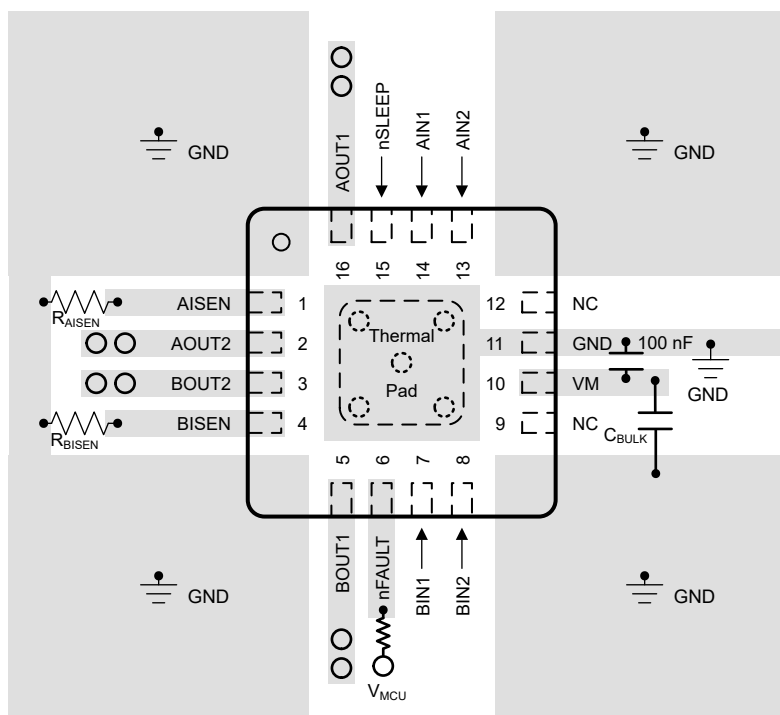 AOUT1
nSLEEP
AIN1
AIN2
GND
GND
16
15
14
13
RAISEN
AISEN
1
12
NC
AOUT2
2
Thermal
11
GND
100 nF
BOUT2
3
Pad
10
VM
GND
RBISEN
BISEN
4
9
NC
CBULK
5
6
7
8
BOUT1
nFAULT
BIN1
BIN2
GND
GND
VMCU